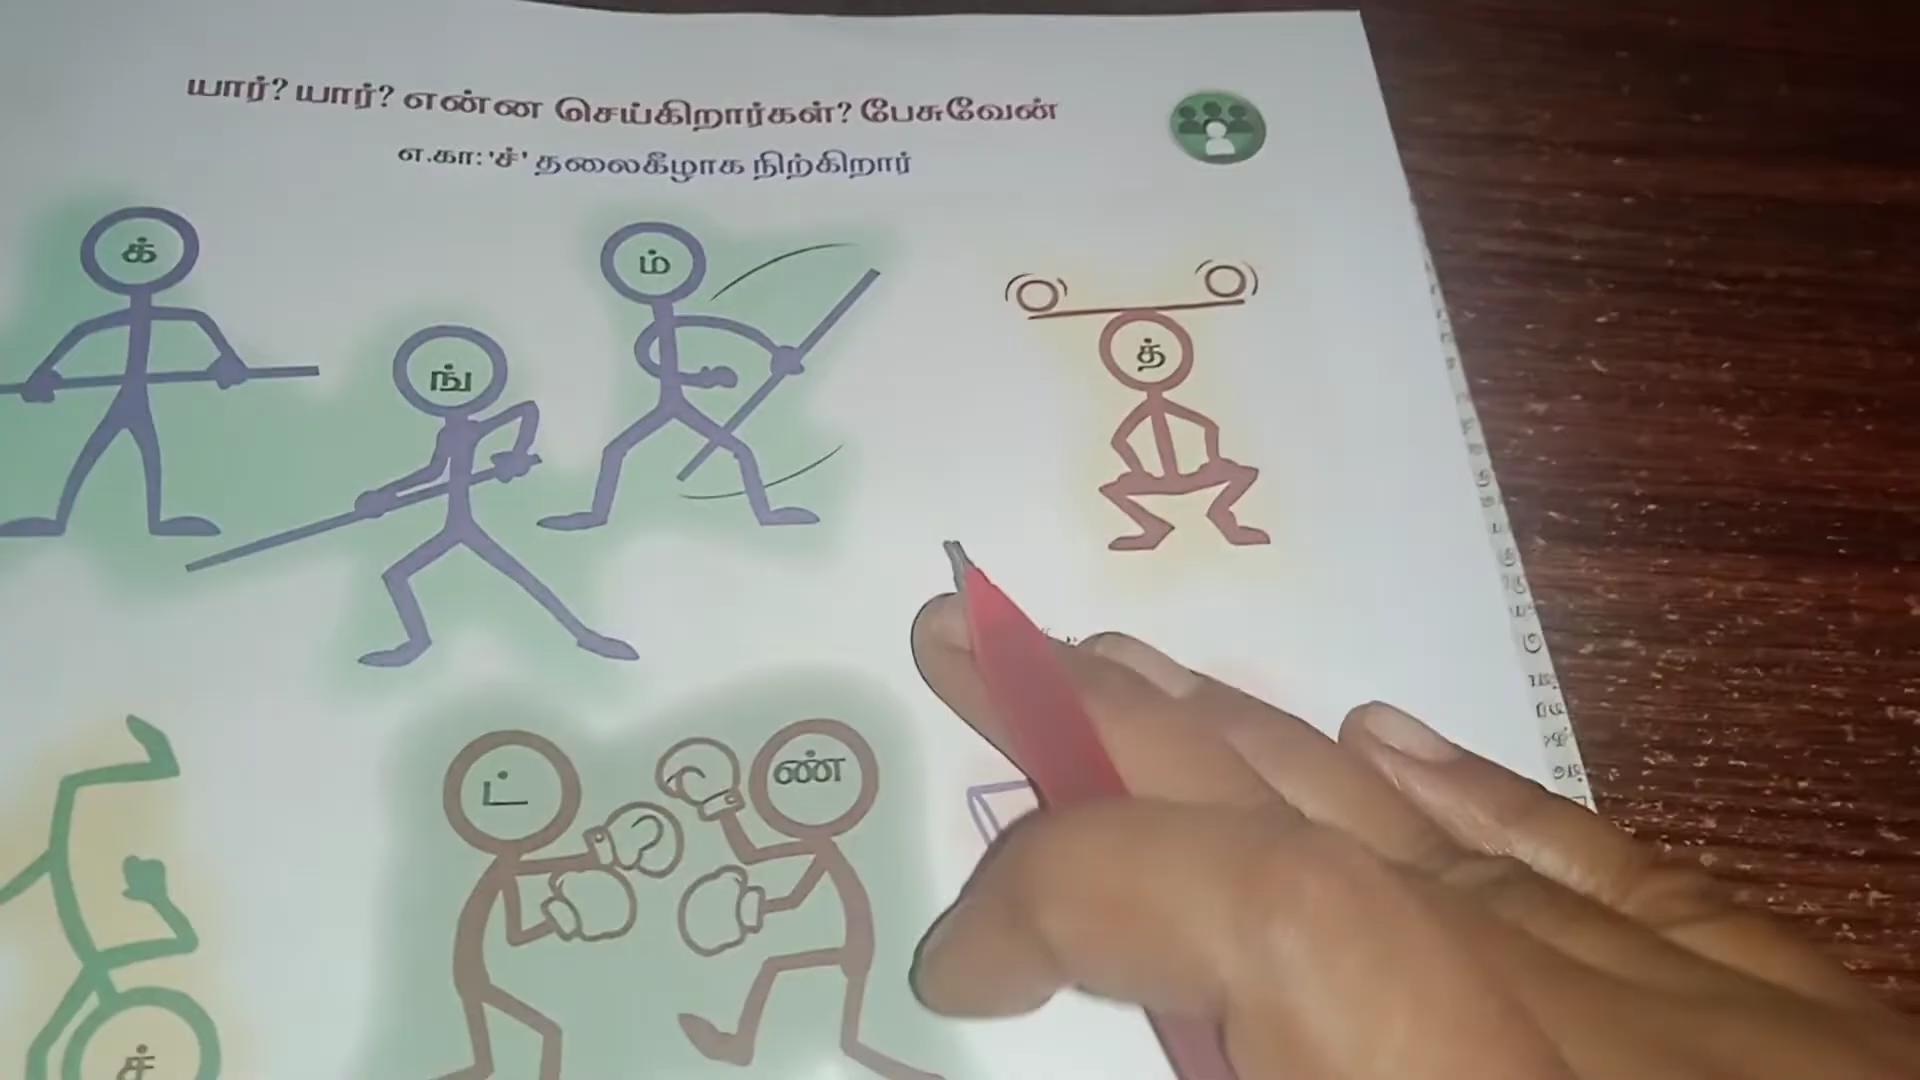 யார்? யார்? என்ன செய்கிறார்கள்? பேசுவேன்
எ.கா: 'ச்' தலைகீழாக நிற்கிறார்
க்
ங்
ம்
த்
ட்
ண்
ச்